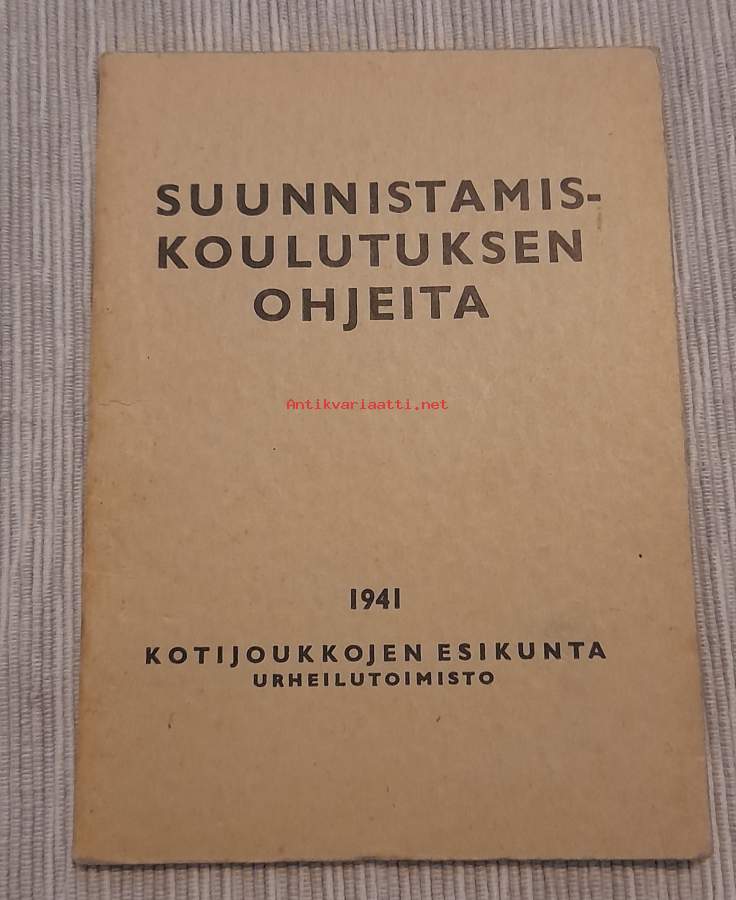 SUUNNISTAMIS-
KOULUTUKSEN
OHJEITA
Antikvariaatti.net
1941
KOTIJOUKKOJEN ESIKUNTA
URHEILUTOIMISTO